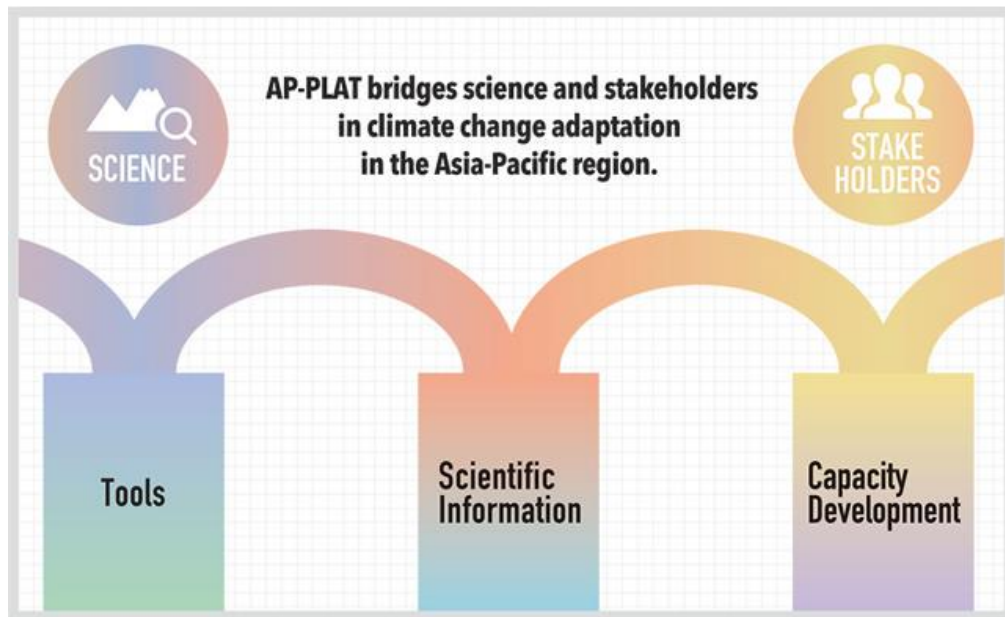 AP-PLAT bridges science and stakeholders
in climate change adaptation
in the Asia-Pacific region.
SCIENCE
STAKE
HOLDERS
Tools
Scientific
Information
Capacity
Development